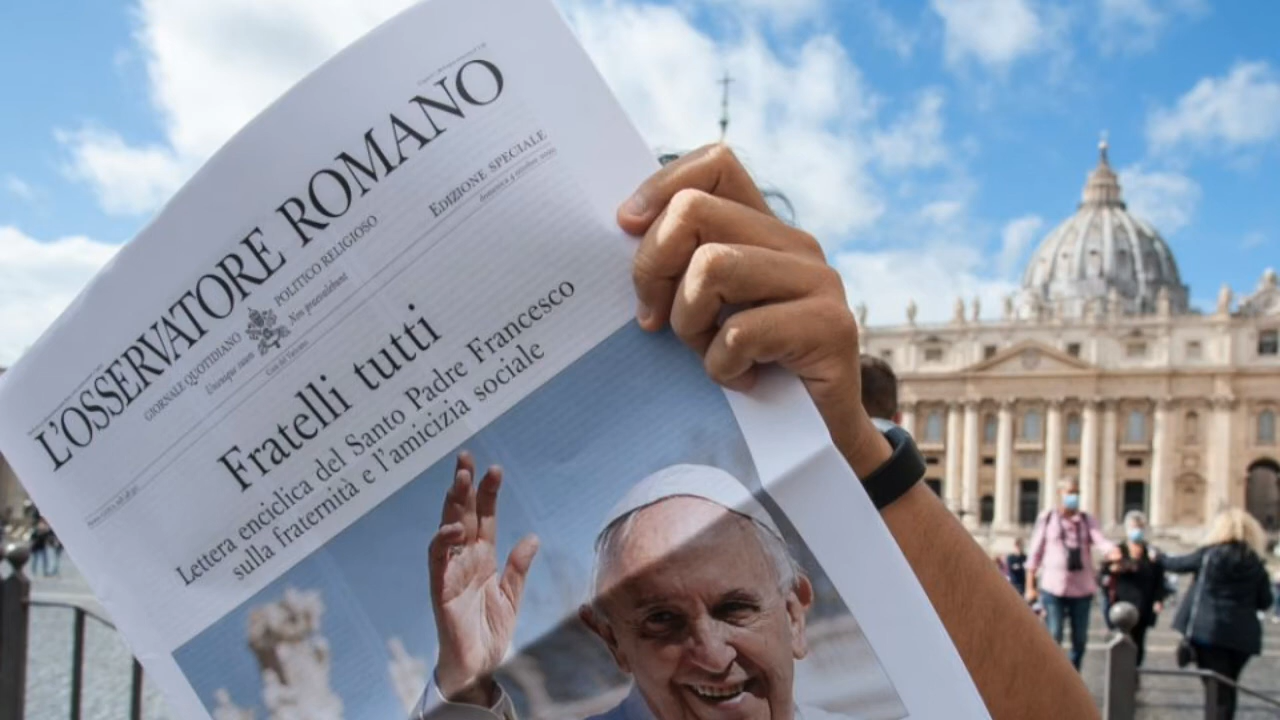 L'OSSERVATORE ROMANO
GIORNALE QUOTIDIANO POLITICO RELIGIOSO
Unicuique suum Non praevalebunt
EDIZIONE SPECIALE
Fratelli tutti
Lettera enciclica del Santo Padre Francesco
sulla fraternità e l'amicizia sociale